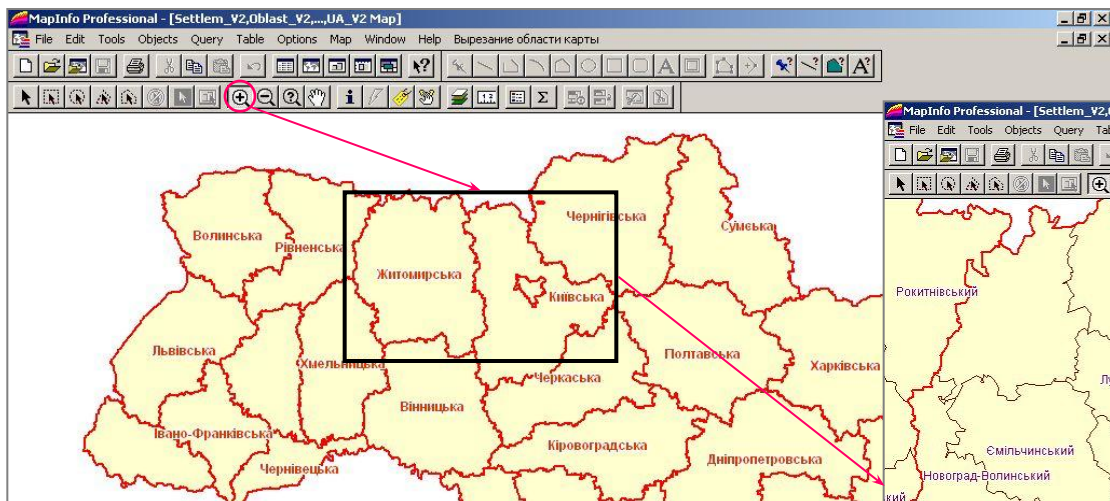 MapInfo Professional - [Settlem_V2,Oblast_V2,...,UA_V2 Map]
File Edit Tools Objects Query Table Options Map Window Help Вырезание области карты
MapInfo Professional - [Settlem_V2,
File Edit Tools Objects Query
Чернігівська
Сумська
Волинська
Рівненська
Житомирська
Київська
Рокитнівський
Львівська
Хмельницька
Полтавська
Харківська
Черкаська
Вінницька
Івано-Франківська
Кіровоградська
Ємільчинський
Дніпропетровська
Чернівецька
Новоград-Волинський